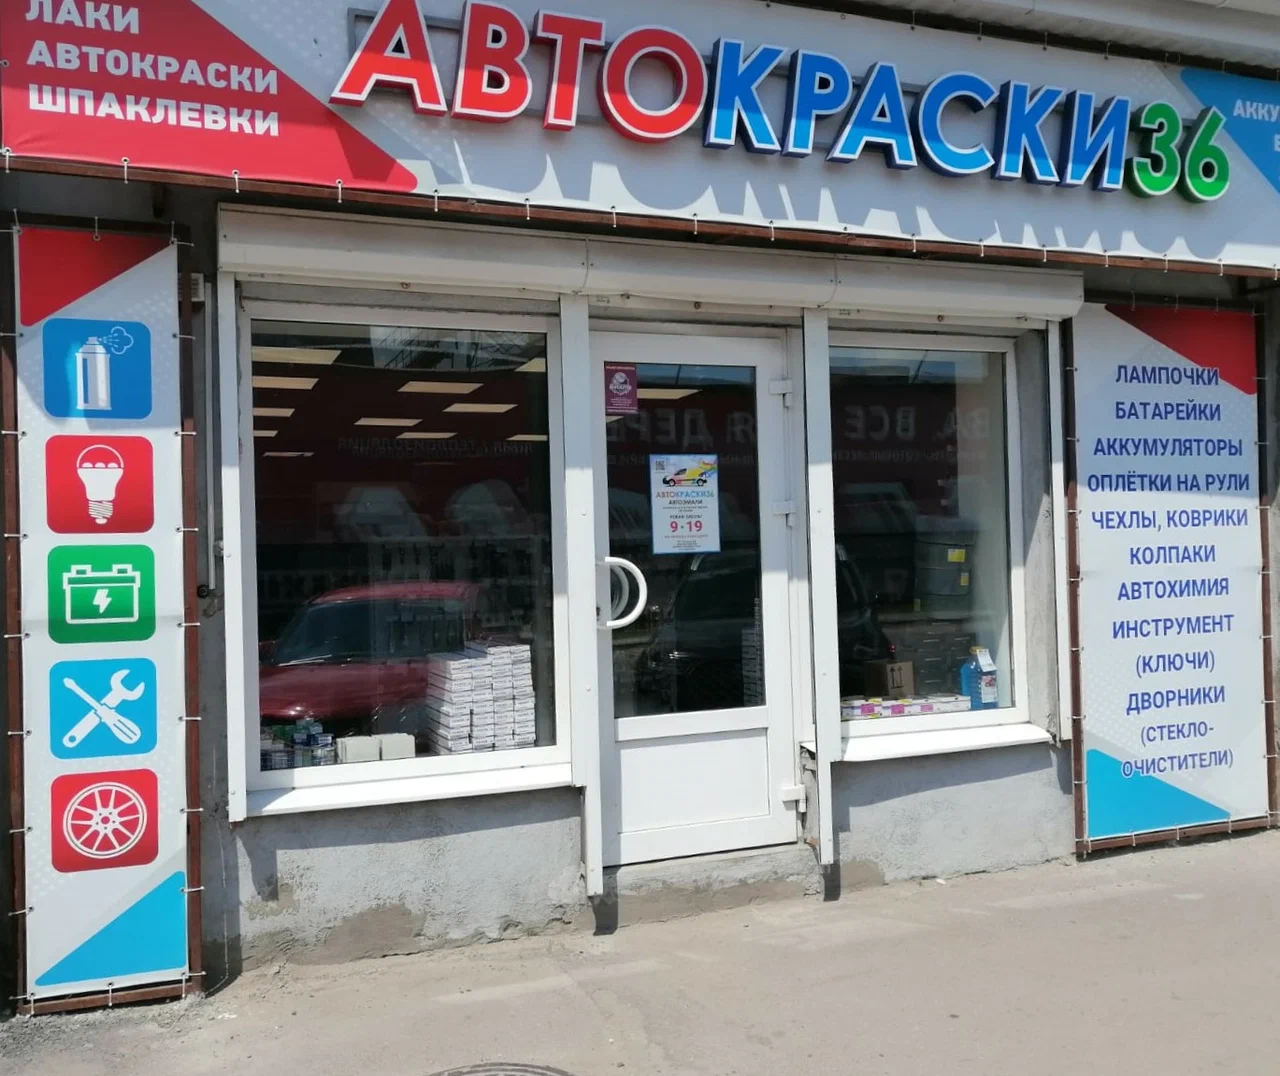 ЛАКИ
АВТОКРАСКИ
ШПАКЛЕВКИ
АВТОКРАСКИ36
АВТОКРАСКИ36
АВТОЭМАЛИ
9-19
ЛАМПОЧКИ
БАТАРЕЙКИ
АККУМУЛЯТОРЫ
ОПЛЁТКИ НА РУЛИ
ЧЕХЛЫ, КОВРИКИ
КОЛПАКИ
АВТОХИМИЯ
ИНСТРУМЕНТ
(КЛЮЧИ)
ДВОРНИКИ
(СТЕКЛО-
ОЧИСТИТЕЛИ)